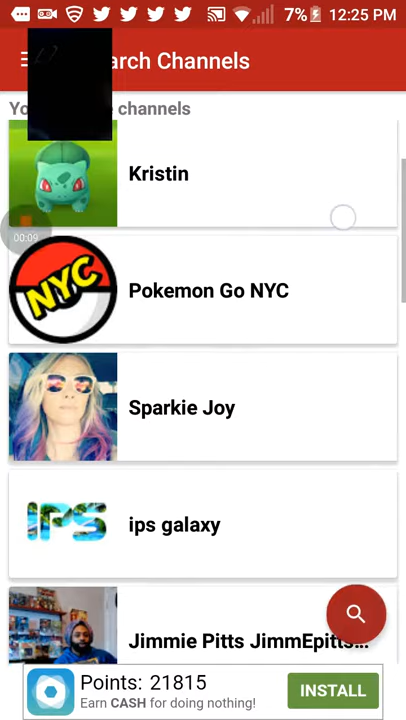 7% 12:25 PM
arch Channels
Yo
e channels
Kristin
00:09
NYC
Pokemon Go NYC
Sparkie Joy
IPS
ips galaxy
Jimmie Pitts JimmEpitts...
Points: 21815
Earn CASH for doing nothing!
INSTALL